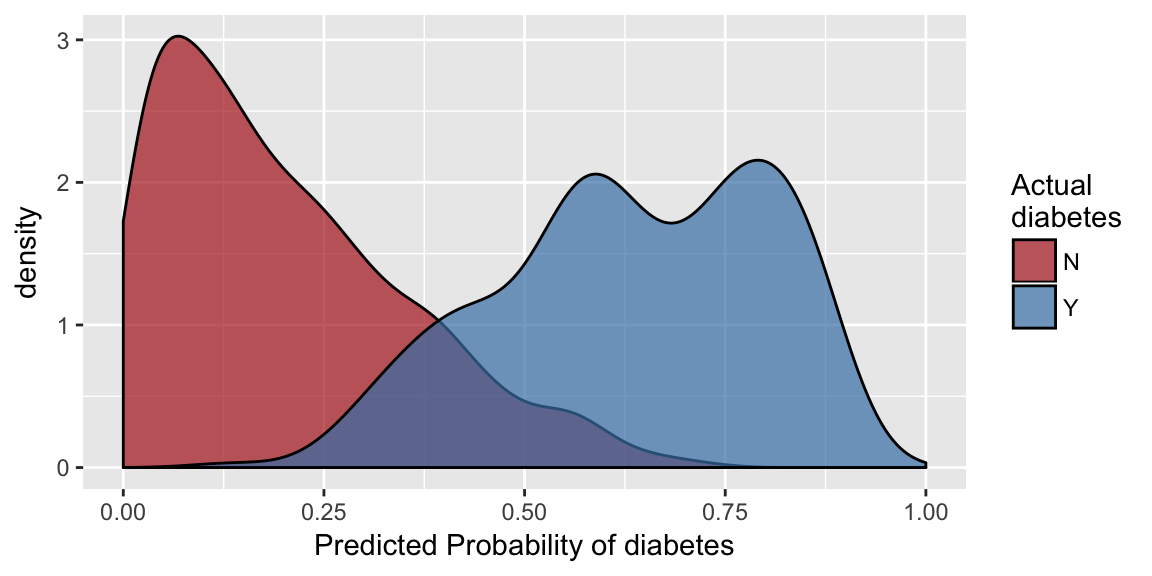 3
2
1
0
density
0.00 0.25 0.50 0.75 1.00
Predicted Probability of diabetes
Actual
diabetes
N
Y